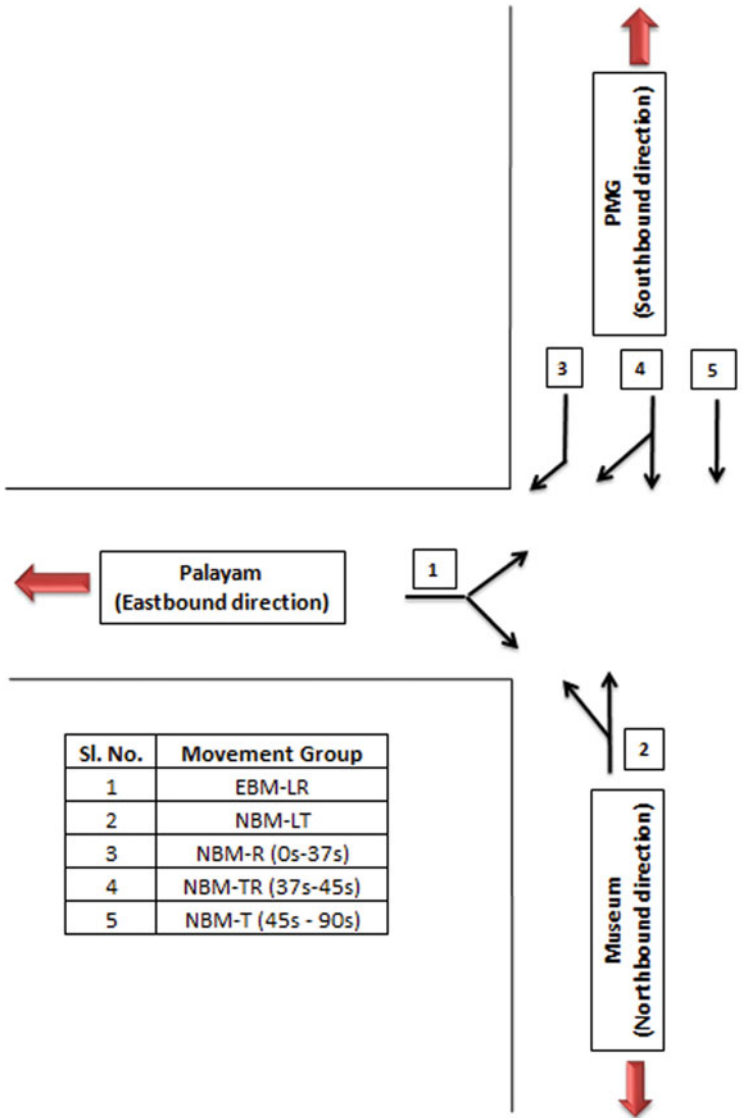 PMG
(Southbound direction)
3
4
5
Palayam
(Eastbound direction)
1
2
Sl. No. Movement Group
1 EBM-LR
2 NBM-LT
3 NBM-R (0s-37s)
4 NBM-TR (37s-45s)
5 NBM-T (45s - 90s)
Museum
(Northbound direction)